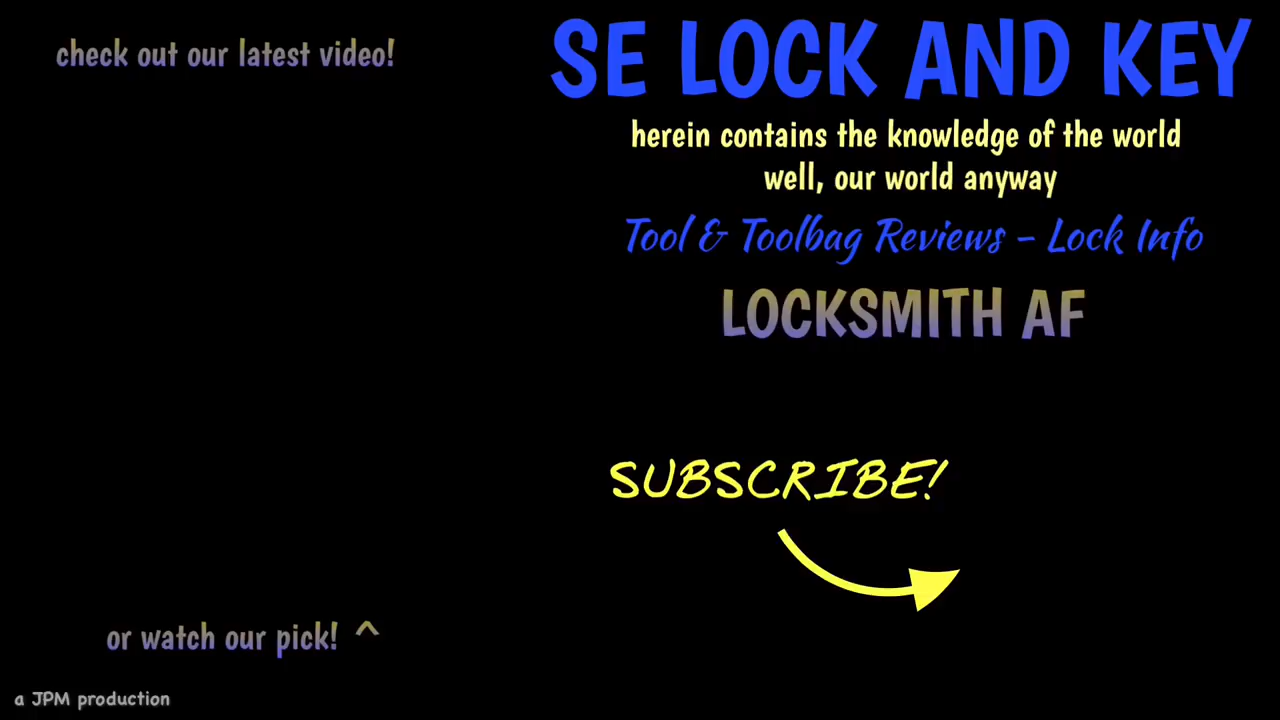 check out our latest video!
SE LOCK AND KEY
herein contains the knowledge of the world
well, our world anyway
Tool & Toolbag Reviews - Lock Info
LOCKSMITH AF
SUBSCRIBE!
or watch our pick! ^
a JPM production